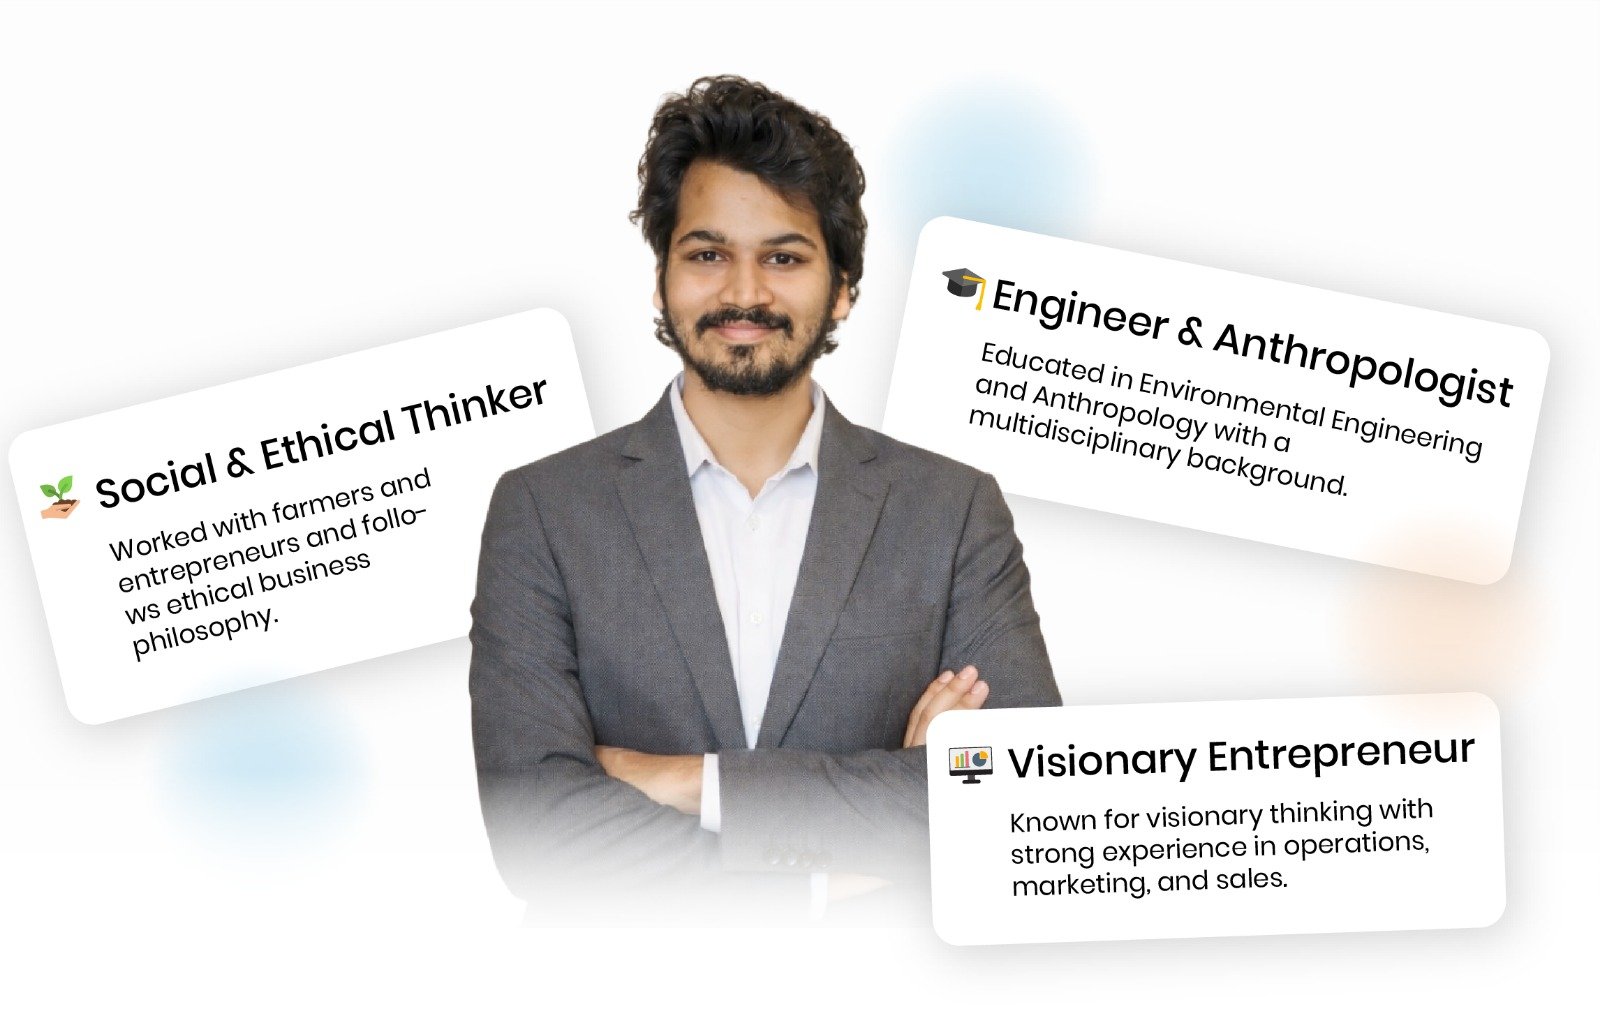 Social & Ethical Thinker
Worked with farmers and
entrepreneurs and follo-
ws ethical business
philosophy.
Engineer & Anthropologist
Educated in Environmental Engineering
and Anthropology with a
multidisciplinary background.
Visionary Entrepreneur
Known for visionary thinking with
strong experience in operations,
marketing, and sales.